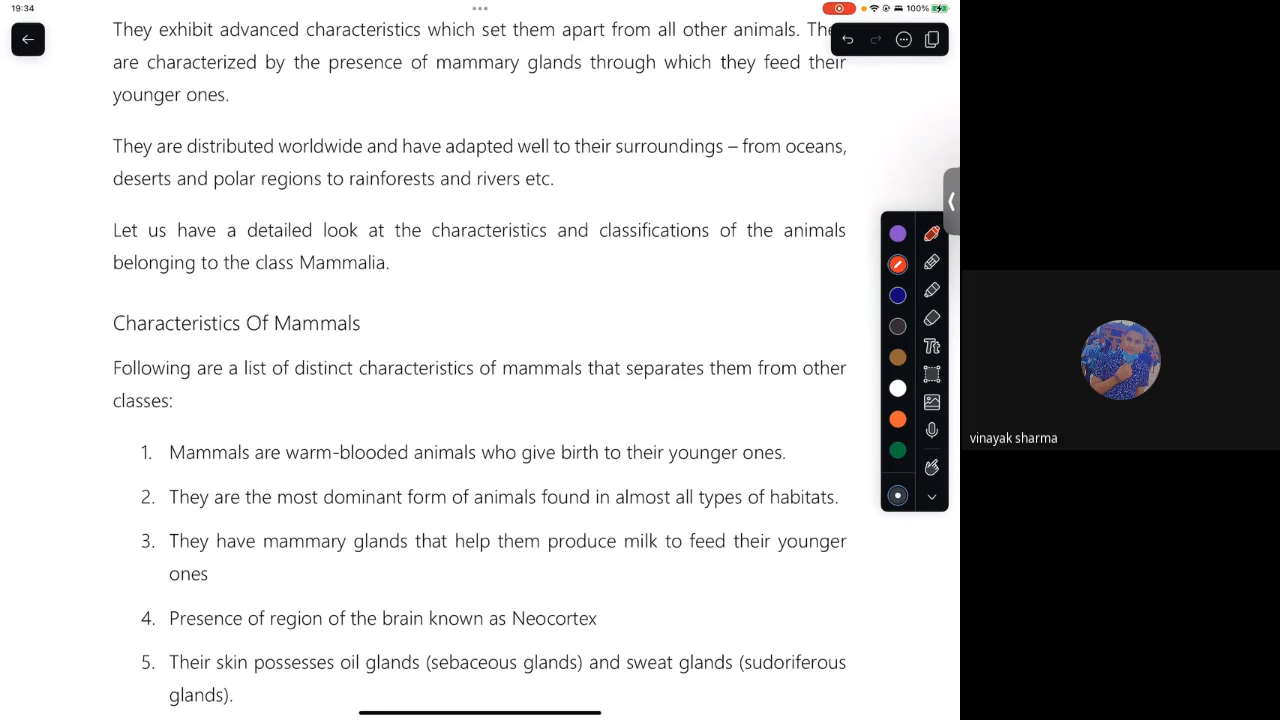 19:34
100%
They exhibit advanced characteristics which set them apart from all other animals. The
are characterized by the presence of mammary glands through which they feed their
younger ones.
They are distributed worldwide and have adapted well to their surroundings – from oceans,
deserts and polar regions to rainforests and rivers etc.
Let us have a detailed look at the characteristics and classifications of the animals
belonging to the class Mammalia.
Characteristics Of Mammals
Following are a list of distinct characteristics of mammals that separates them from other
classes:
1. Mammals are warm-blooded animals who give birth to their younger ones.
2. They are the most dominant form of animals found in almost all types of habitats.
3. They have mammary glands that help them produce milk to feed their younger
ones
4. Presence of region of the brain known as Neocortex
5. Their skin possesses oil glands (sebaceous glands) and sweat glands (sudoriferous
glands).
Tt
vinayak sharma